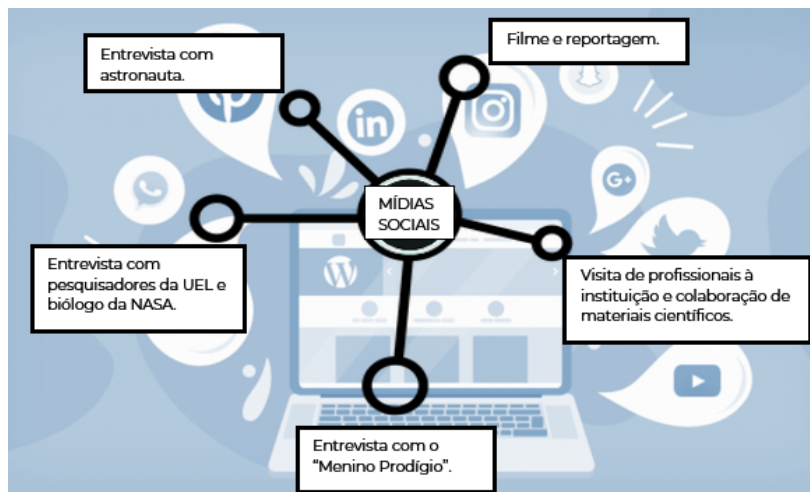 Entrevista com
astronauta.
Filme e reportagem.
MÍDIAS
SOCIAIS
Entrevista com
pesquisadores da UEL e
biólogo da NASA.
Visita de profissionais à
instituição e colaboração de
materiais científicos.
Entrevista com o
“Menino Prodígio”.
in
G+
W